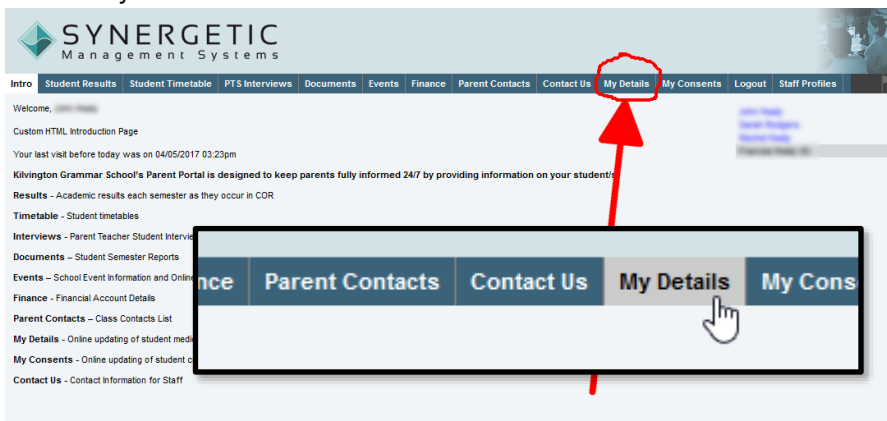 SYNERGETIC
Management Systems
Intro Student Results Student Timetable PTS Interviews Documents Events Finance Parent Contacts Contact Us My Details My Consents Logout Staff Profiles
Welcome,
Custom HTML Introduction Page
Your last visit before today was on 04/05/2017 03:23pm
Kilvington Grammar School's Parent Portal is designed to keep parents fully informed 24/7 by providing information on your student/s
Results - Academic results each semester as they occur in COR
Timetable - Student timetables
Interviews - Parent Teacher Student Intervie
Documents – Student Semester Reports
Events – School Event Information and Online
Finance - Financial Account Details
Parent Contacts – Class Contacts List
My Details - Online updating of student medi
My Consents - Online updating of student c
Contact Us - Contact Information for Staff
nce Parent Contacts Contact Us My Details My Cons